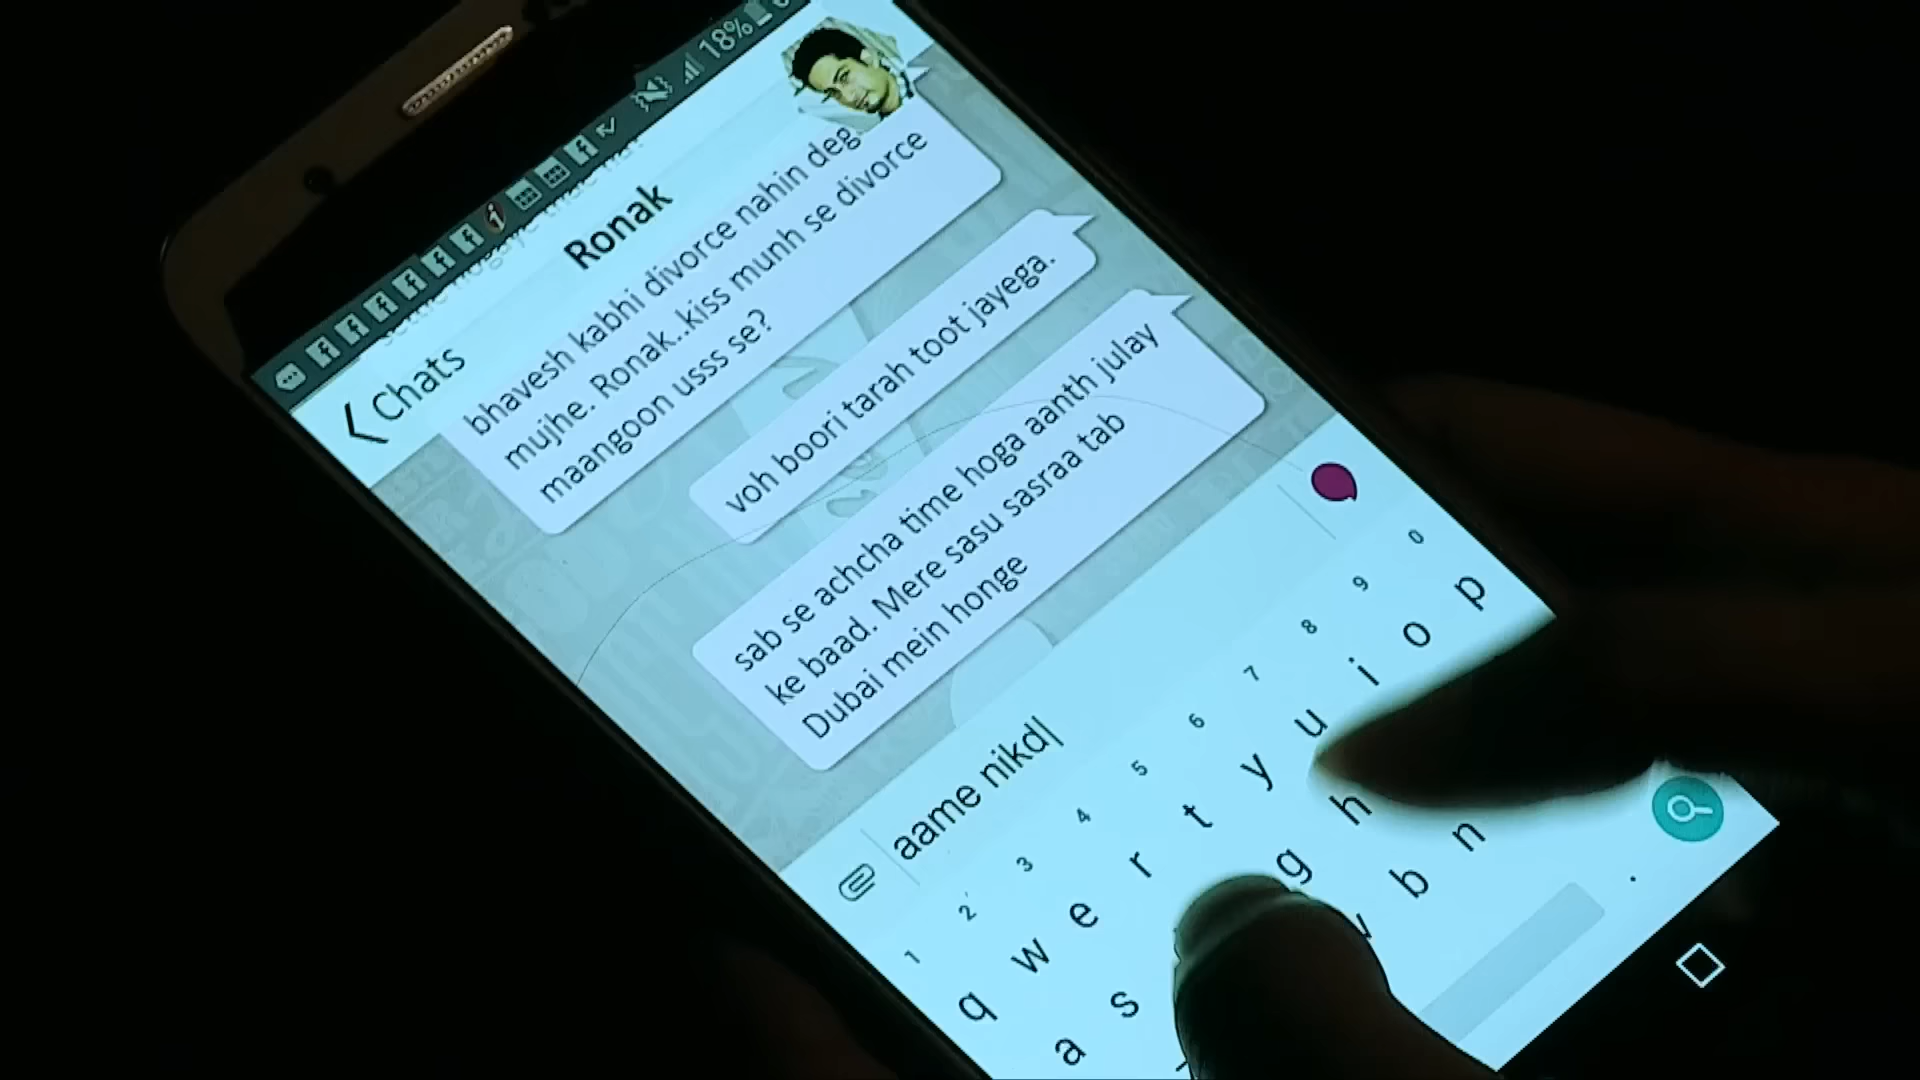 18%
Chats
Ronak
bhavesh kabhi divorce nahin deg
mujhe. Ronak..kiss munh se divorce
maangoon usss se?
voh boori tarah toot jayega.
sab se achcha time hoga aanth julay
ke baad. Mere sasu sasraa tab
Dubai mein honge
aame nikd
1 2 3 4 5 6 7 8 9 0
q w e r t y u i o p
a s g h
v b n .